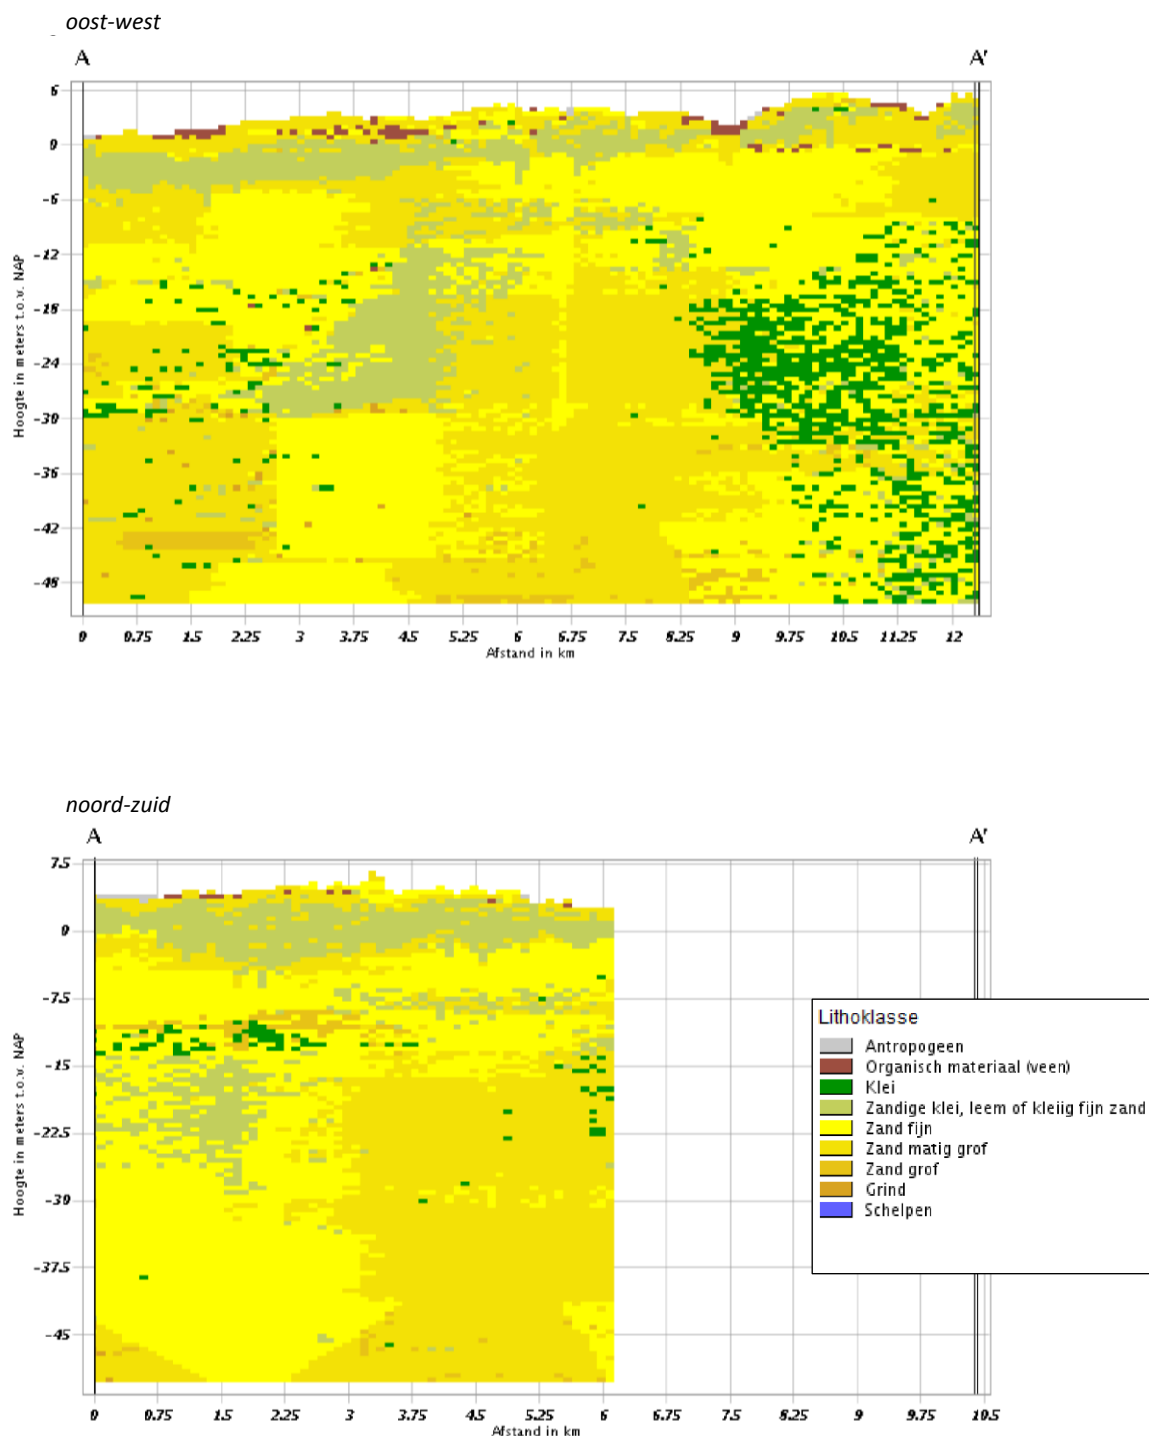 oost-west
A A'
6
0
-6
-12
-18
-24
-30
-36
-42
-48
Hoogte in meters t.o.v. NAP
0 0.75 1.5 2.25 3 3.75 4.5 5.25 6 6.75 7.5 8.25 9 9.75 10.5 11.25 12
Afstand in km
noord-zuid
A A'
7.5
0
-7.5
-15
-22.5
-30
-37.5
-45
Hoogte in meters t.o.v. NAP
Lithoklasse
Antropogeen
Organisch materiaal (veen)
Klei
Zandige klei, leem of kleiig fijn zand
Zand fijn
Zand matig grof
Zand grof
Grind
Schelpen
0 0.75 1.5 2.25 3 3.75 4.5 5.25 6 6.75 7.5 8.25 9 9.75 10.5
Afstand in km